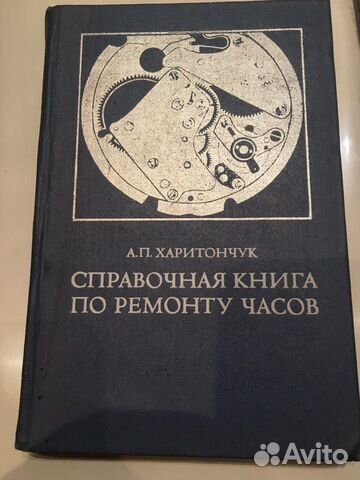 А.П. ХАРИТОНЧУК
СПРАВОЧНАЯ КНИГА
ПО РЕМОНТУ ЧАСОВ
Avito